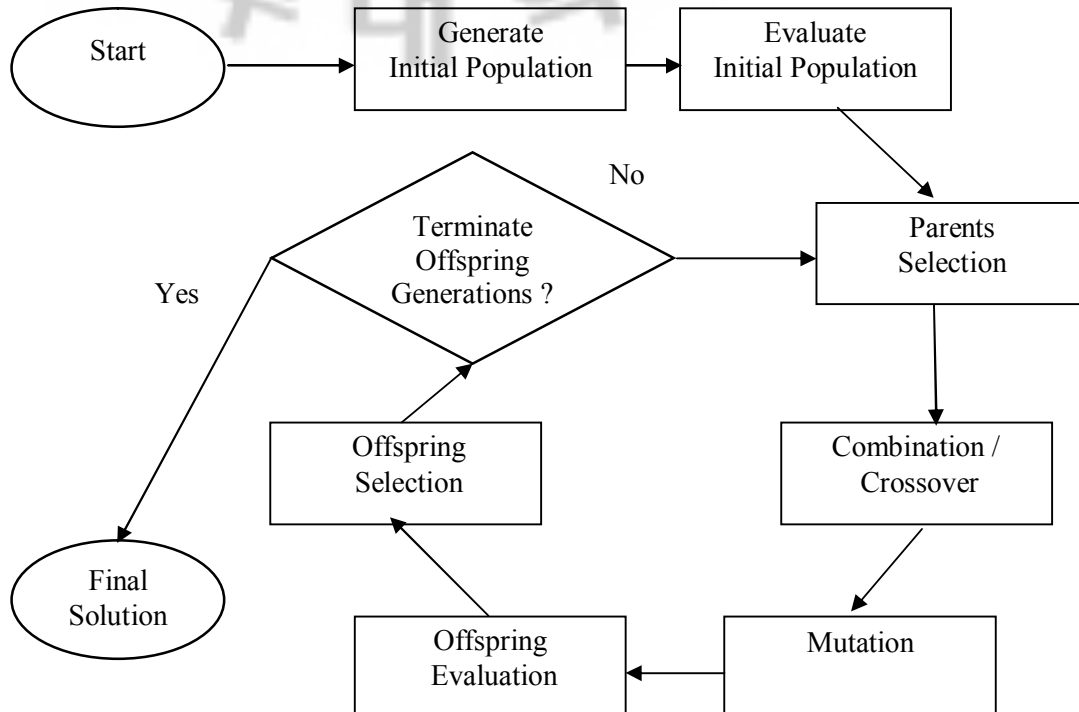 Start
Generate
Initial Population
Evaluate
Initial Population
No
Terminate
Offspring
Generations ?
Parents
Selection
Yes
Offspring
Selection
Combination /
Crossover
Final
Solution
Offspring
Evaluation
Mutation